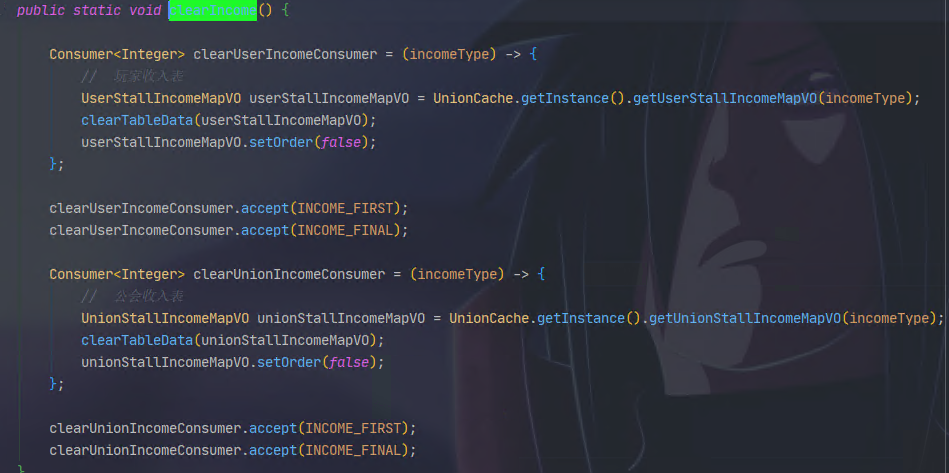 public static void clearIncome() {
Consumer<Integer> clearUserIncomeConsumer = (incomeType) -> {
// 玩家收入表
UserStallIncomeMapVO userStallIncomeMapVO = UnionCache.getInstance().getUserStallIncomeMapVO(incomeType);
clearTableData(userStallIncomeMapVO);
userStallIncomeMapVO.setOrder(false);
};
clearUserIncomeConsumer.accept(INCOME_FIRST);
clearUserIncomeConsumer.accept(INCOME_FINAL);
Consumer<Integer> clearUnionIncomeConsumer = (incomeType) -> {
// 公会收入表
UnionStallIncomeMapVO unionStallIncomeMapVO = UnionCache.getInstance().getUnionStallIncomeMapVO(incomeType);
clearTableData(unionStallIncomeMapVO);
unionStallIncomeMapVO.setOrder(false);
};
clearUnionIncomeConsumer.accept(INCOME_FIRST);
clearUnionIncomeConsumer.accept(INCOME_FINAL);
}